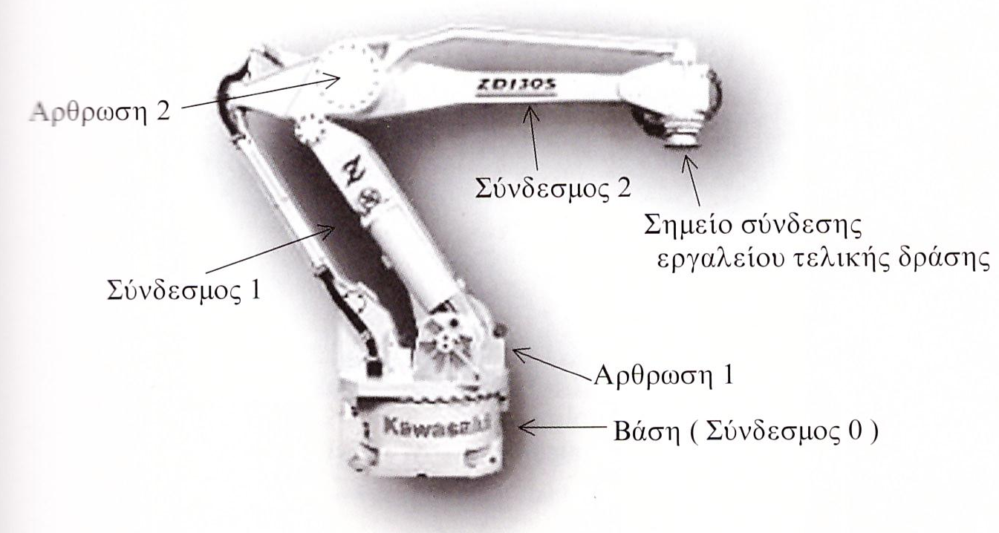 ZD130S
Αρθρωση 2
Σύνδεσμος 2
Σημείο σύνδεσης
εργαλείου τελικής δράσης
Σύνδεσμος 1
Αρθρωση 1
Kawasaki
Βάση ( Σύνδεσμος 0 )